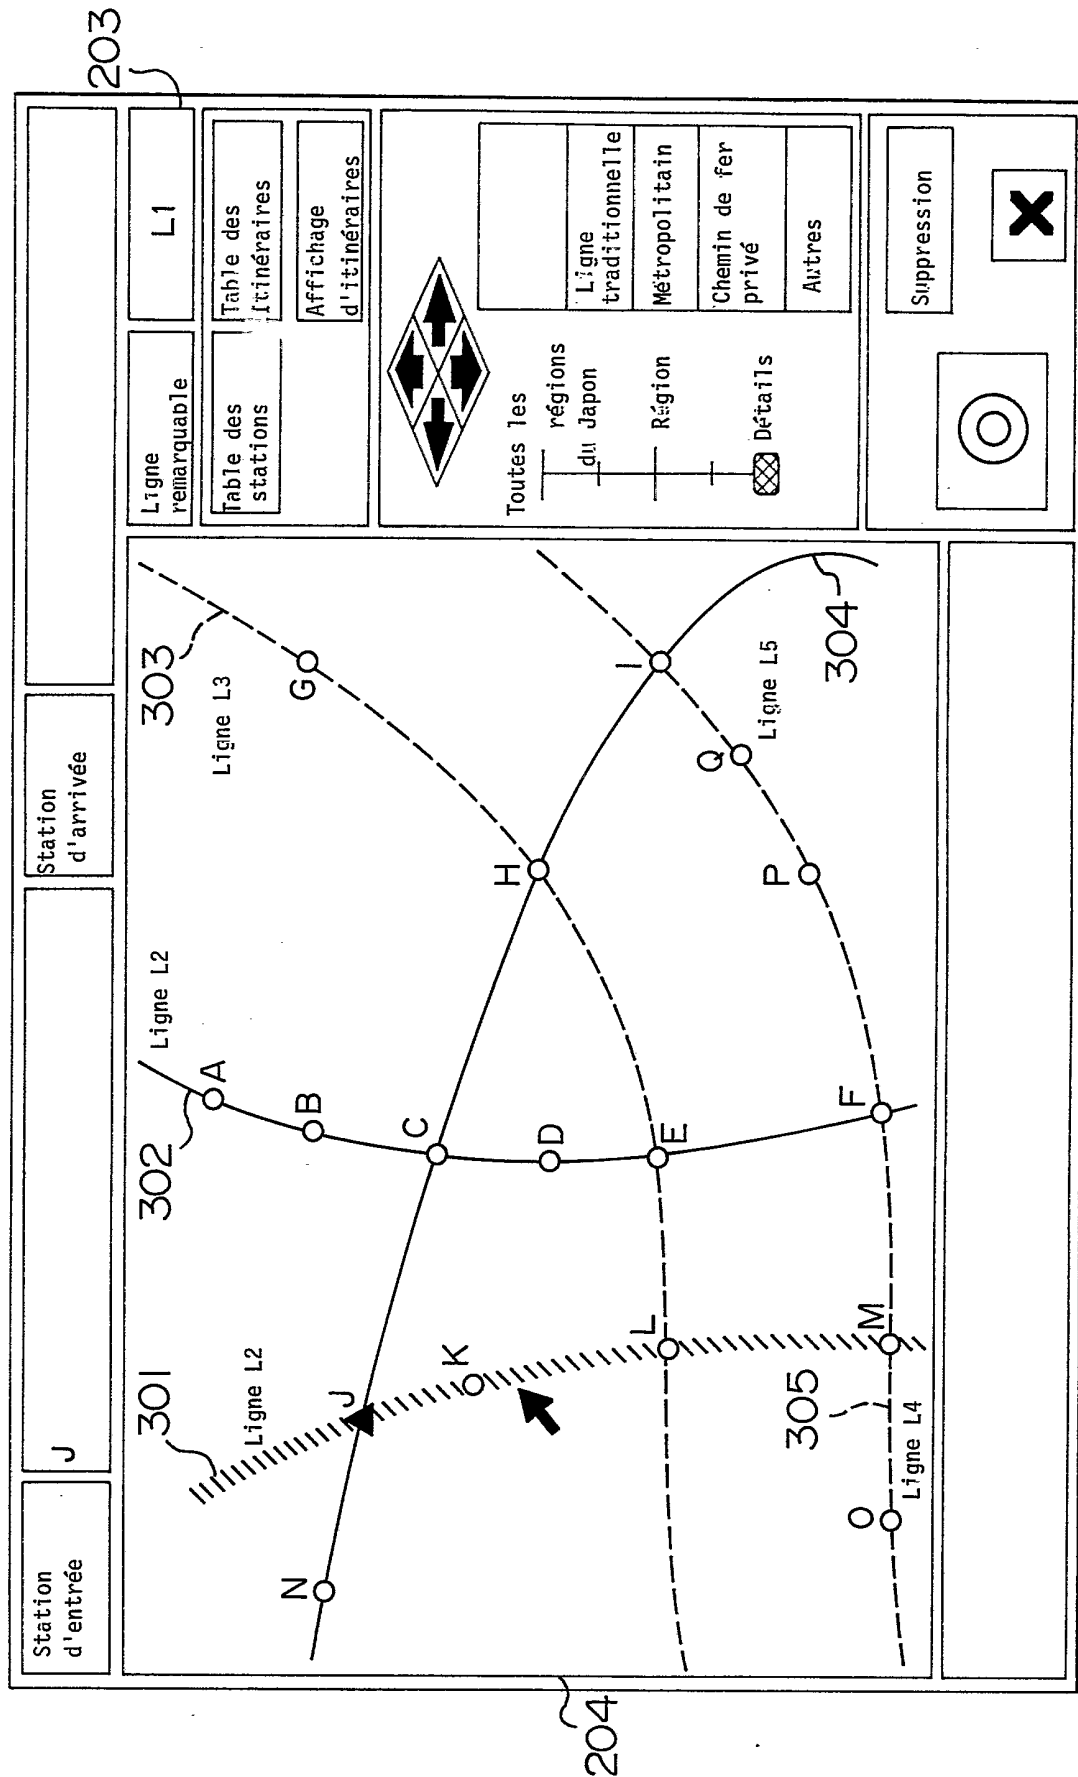 203
Station
d'entrée
J
Station
d'arrivée
Ligne
remarquable
L1
Table des
stations
Table des
Itinéraires
Affichage
d'itinéraires
Toutes les
régions
du Japon
Région
Détails
Ligne
traditionnelle
Métropolitain
Chemin de fer
privé
Autres
Suppression
301
Ligne L2
302
Ligne L2
303
Ligne L3
A
B
C
D
E
F
G
H
I
J
K
L
M
N
O
P
Q
Ligne L5
304
305
Ligne L4
204